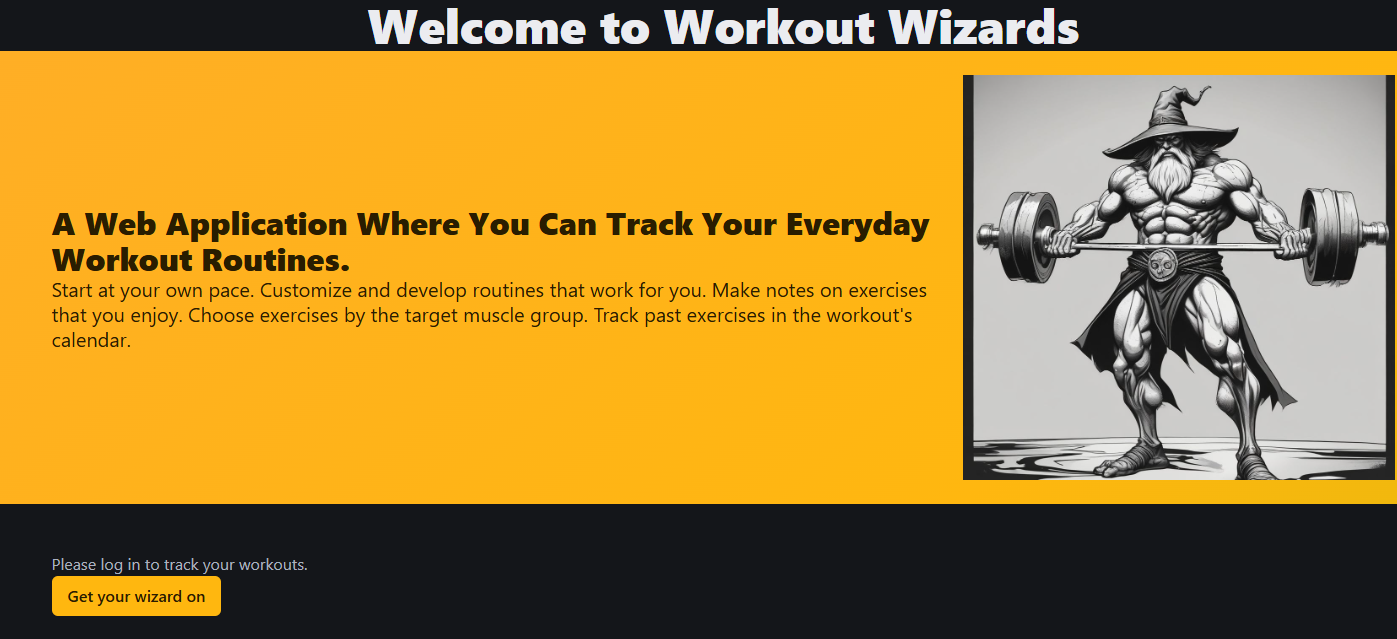 Welcome to Workout Wizards
A Web Application Where You Can Track Your Everyday
Workout Routines.
Start at your own pace. Customize and develop routines that work for you. Make notes on exercises
that you enjoy. Choose exercises by the target muscle group. Track past exercises in the workout's
calendar.
Please log in to track your workouts.
Get your wizard on